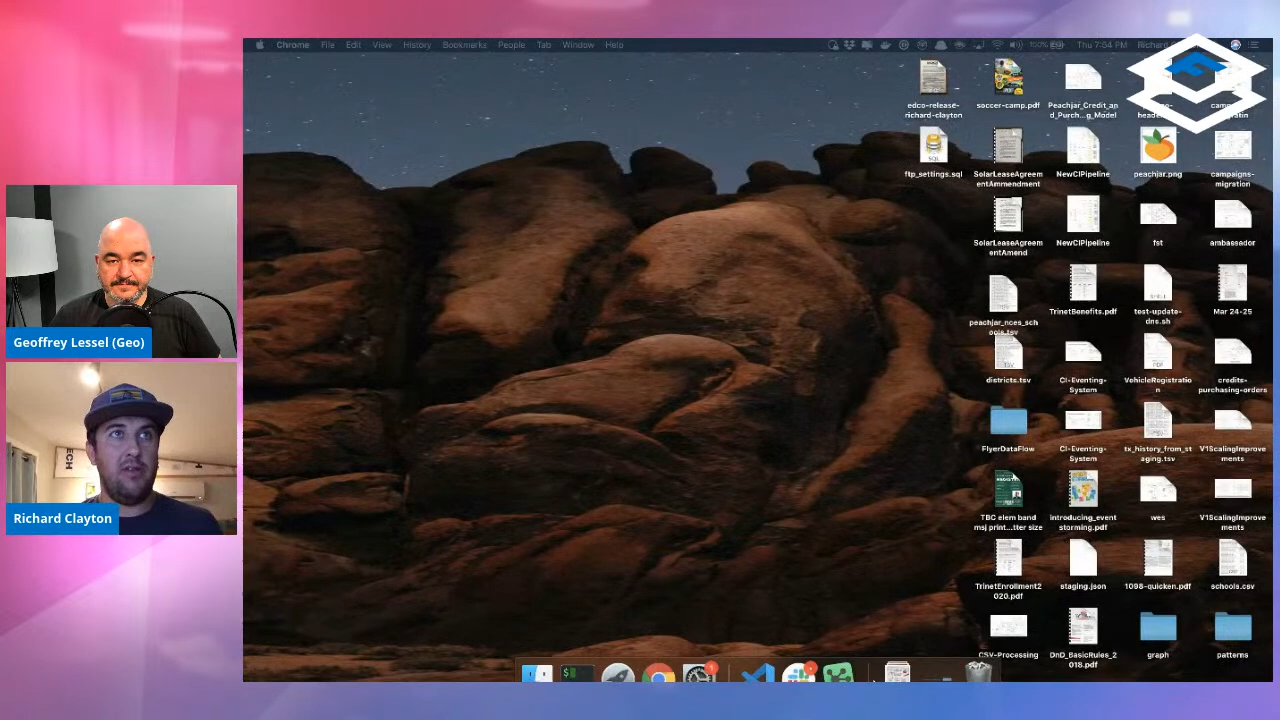 Chrome File Edit View History Bookmarks People Tab Window Help
100% Thu 7:54 PM Richard
edco-release-
richard-clayton
soccer-camp.pdf
Peachjar_Credit_an
d_Purch...g_Model
ftp_settings.sql
SolarLeaseAgreem
entAmmendment
NewCIPipeline
peachjar.png
campaigns-
migration
SolarLeaseAgreem
entAmend
NewCIPipeline
fst
ambassador
peachjar_nces_sch
ools.tsv
TrinetBenefits.pdf
test-update-
dns.sh
Mar 24-25
districts.tsv
CI-Eventing-
System
VehicleRegistratio
n
credits-
purchasing-orders
FlyerDataFlow
CI-Eventing-
System
tx_history_from_st
aging.tsv
V1ScalingImprove
ments
TBC elem band
msj print...tter size
introducing_event
storming.pdf
wes
V1ScalingImprove
ments
TrinetEnrollment2
020.pdf
staging.json
1098-quicken.pdf
schools.csv
CSV-Processing
DnD_BasicRules_2
018.pdf
graph
patterns
Geoffrey Lessel (Geo)
Richard Clayton